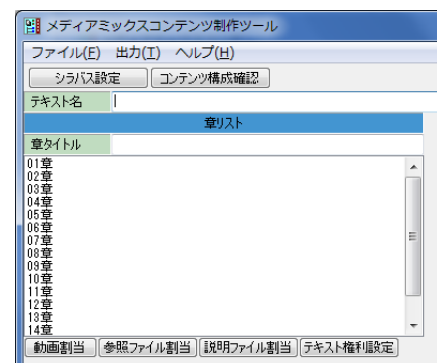 メディアミックスコンテンツ制作ツール
ファイル(F) 出力(T) ヘルプ(H)
シラバス設定 コンテンツ構成確認
テキスト名
章リスト
章タイトル
01章
02章
03章
04章
05章
06章
07章
08章
09章
10章
11章
12章
13章
14章
動画割当 参照ファイル割当 説明ファイル割当 テキスト権利設定